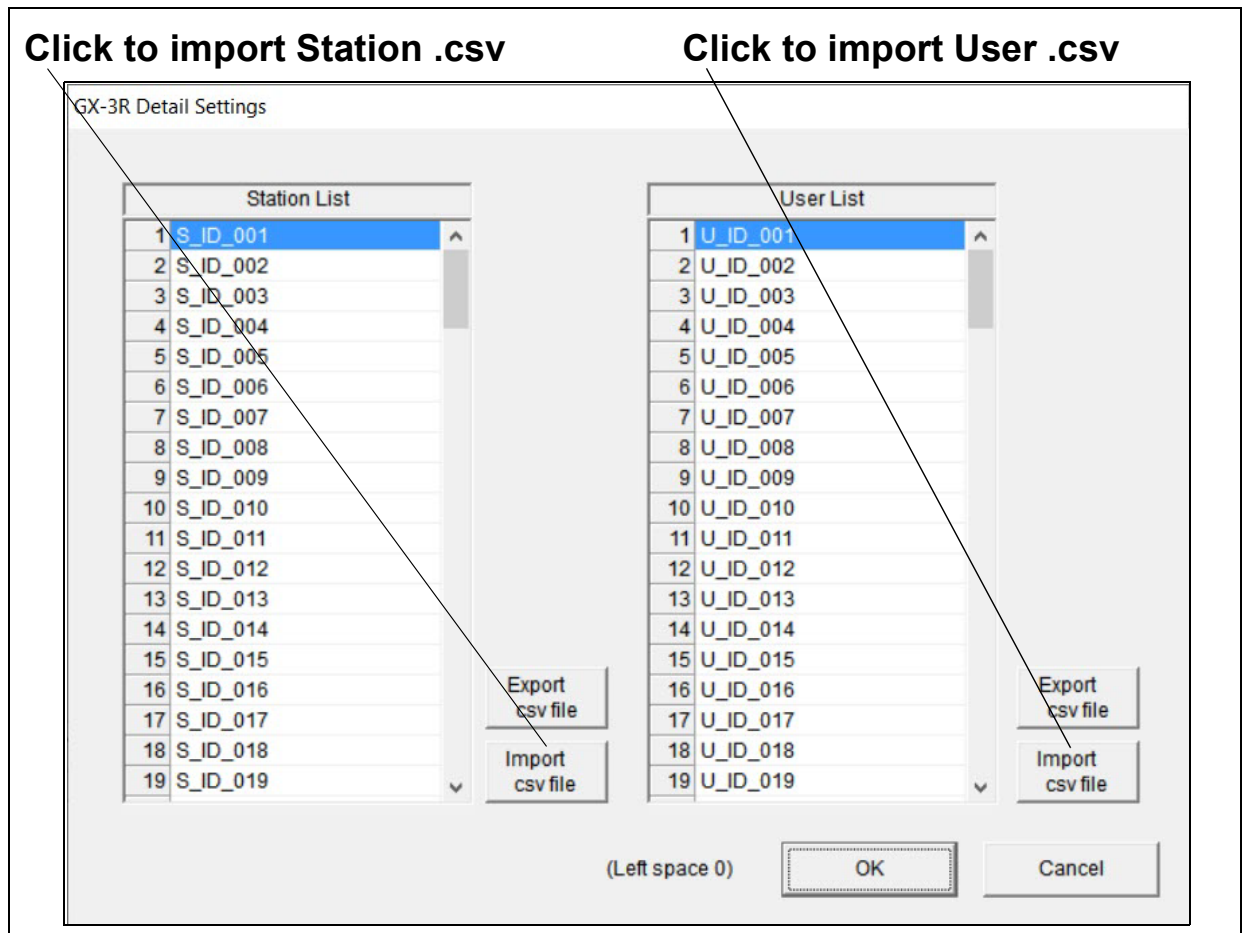 Click to import Station .csv
Click to import User .csv
GX-3R Detail Settings
Station List
1 S_ID_001
2 S_ID_002
3 S_ID_003
4 S_ID_004
5 S_ID_005
6 S_ID_006
7 S_ID_007
8 S_ID_008
9 S_ID_009
10 S_ID_010
11 S_ID_011
12 S_ID_012
13 S_ID_013
14 S_ID_014
15 S_ID_015
16 S_ID_016
17 S_ID_017
18 S_ID_018
19 S_ID_019
Export
csv file
Import
csv file
User List
1 U_ID_001
2 U_ID_002
3 U_ID_003
4 U_ID_004
5 U_ID_005
6 U_ID_006
7 U_ID_007
8 U_ID_008
9 U_ID_009
10 U_ID_010
11 U_ID_011
12 U_ID_012
13 U_ID_013
14 U_ID_014
15 U_ID_015
16 U_ID_016
17 U_ID_017
18 U_ID_018
19 U_ID_019
Export
csv file
Import
csv file
(Left space 0)
OK
Cancel